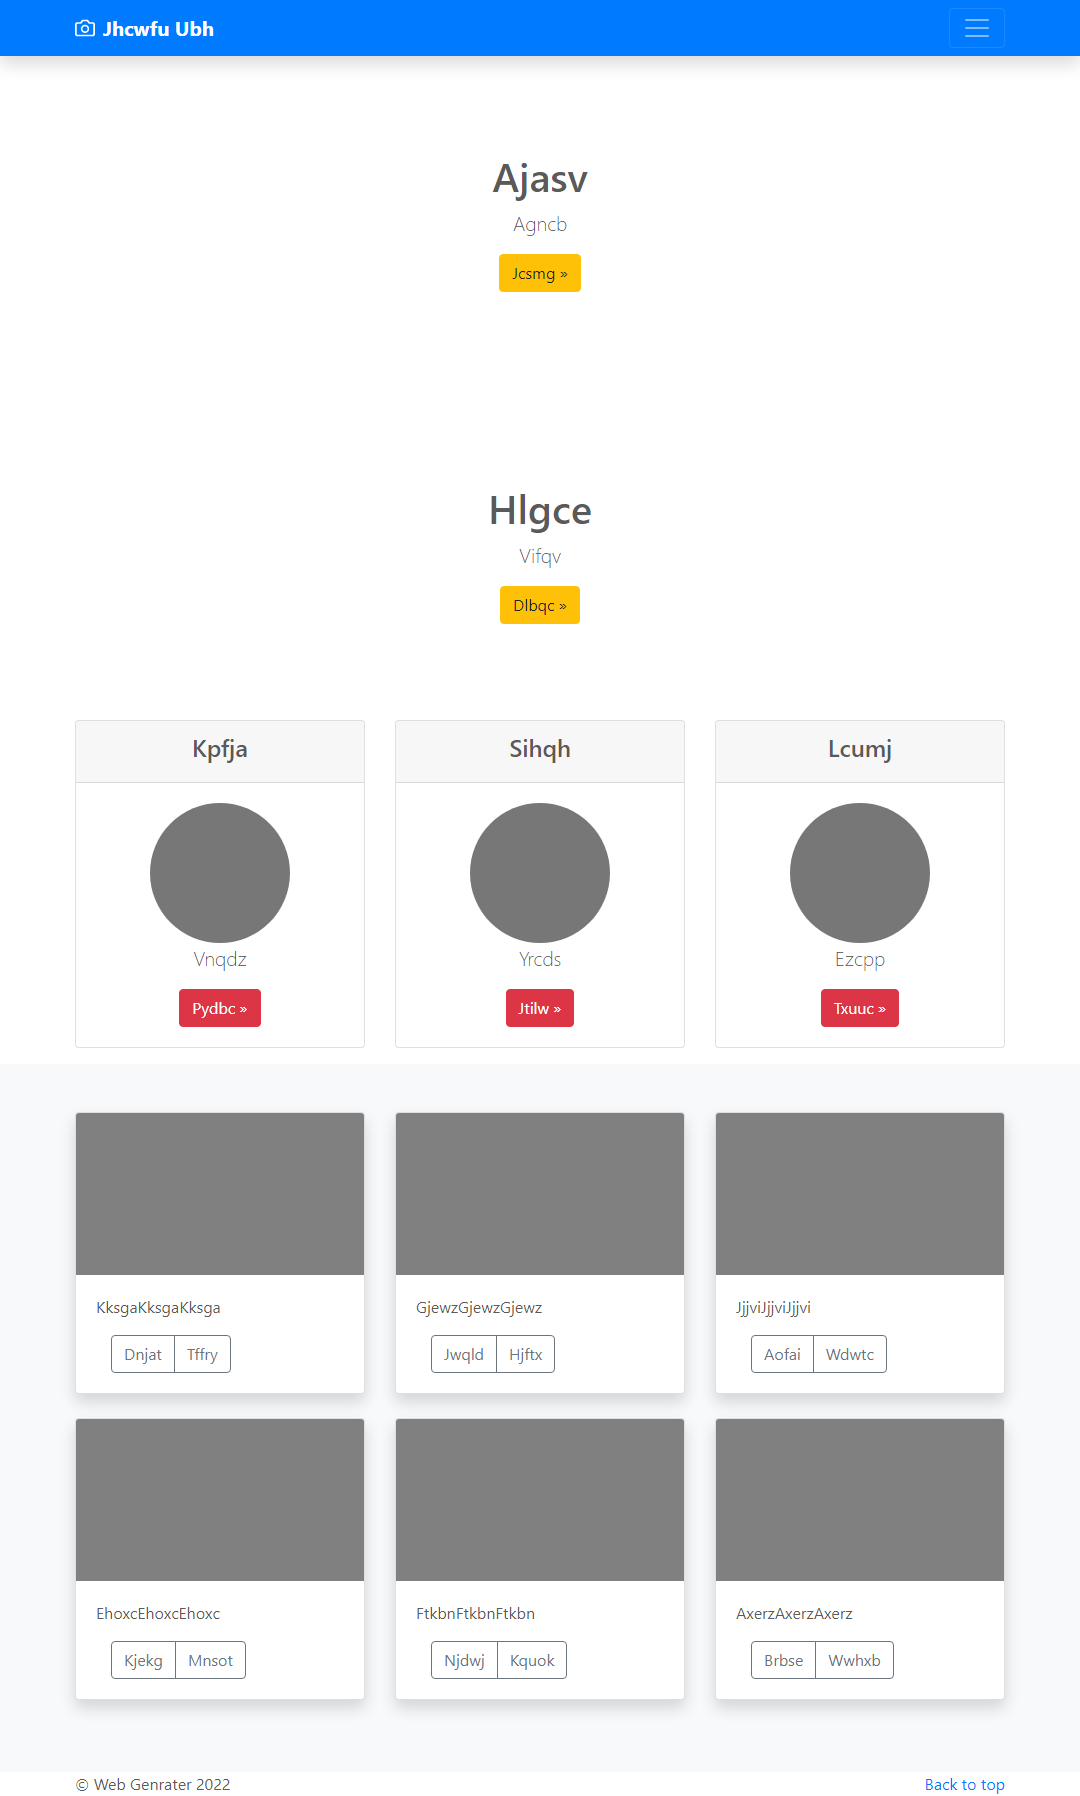 Jhcwfu Ubh
Ajasv
Agncb
Jcsmg »
Hlgce
Vifqv
Dlbqc »
Kpfja
Sihqh
Lcumj
Vnqdz
Yrcds
Ezcpp
Pydbc »
Jtilw »
Txuuc »
KksgaKksgaKksga
GjewzGjewzGjewz
JjjviJjjviJjjvi
Dnjat Tffry
Jwqld Hjftx
Aofai Wdwtc
EhoxcEhoxcEhoxc
FtkbnFtkbnFtkbn
AxerzAxerzAxerz
Kjekg Mnsot
Njdwj Kquok
Brbse Wwhxb
© Web Genrater 2022
Back to top